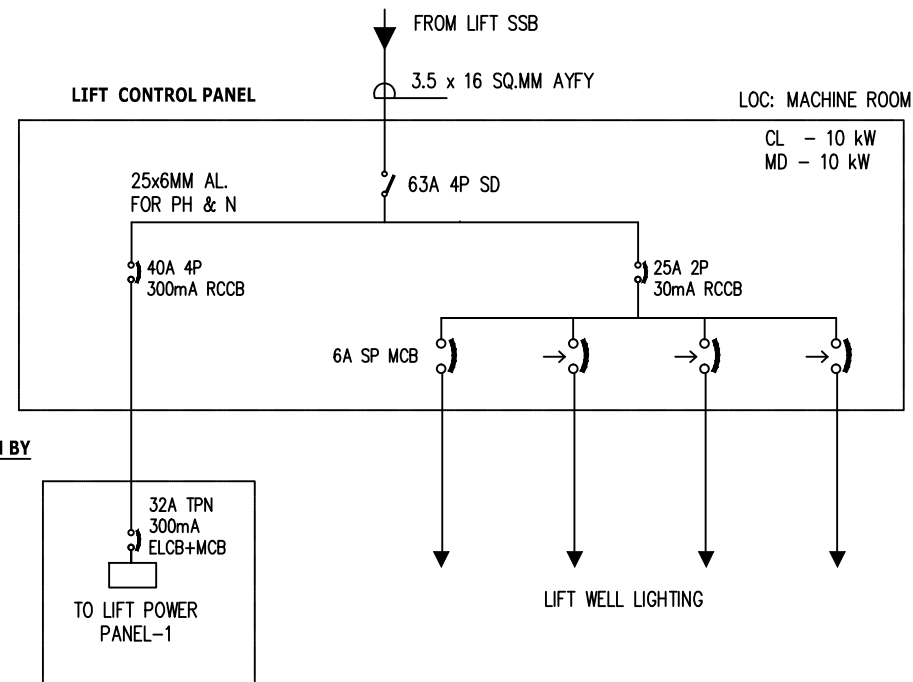 FROM LIFT SSB
3.5 x 16 SQ.MM AYFY
LIFT CONTROL PANEL
LOC: MACHINE ROOM
CL - 10 kW
MD - 10 kW
25x6MM AL.
FOR PH & N
63A 4P SD
40A 4P
300mA RCCB
25A 2P
30mA RCCB
6A SP MCB
BY
32A TPN
300mA
ELCB+MCB
TO LIFT POWER
PANEL-1
LIFT WELL LIGHTING